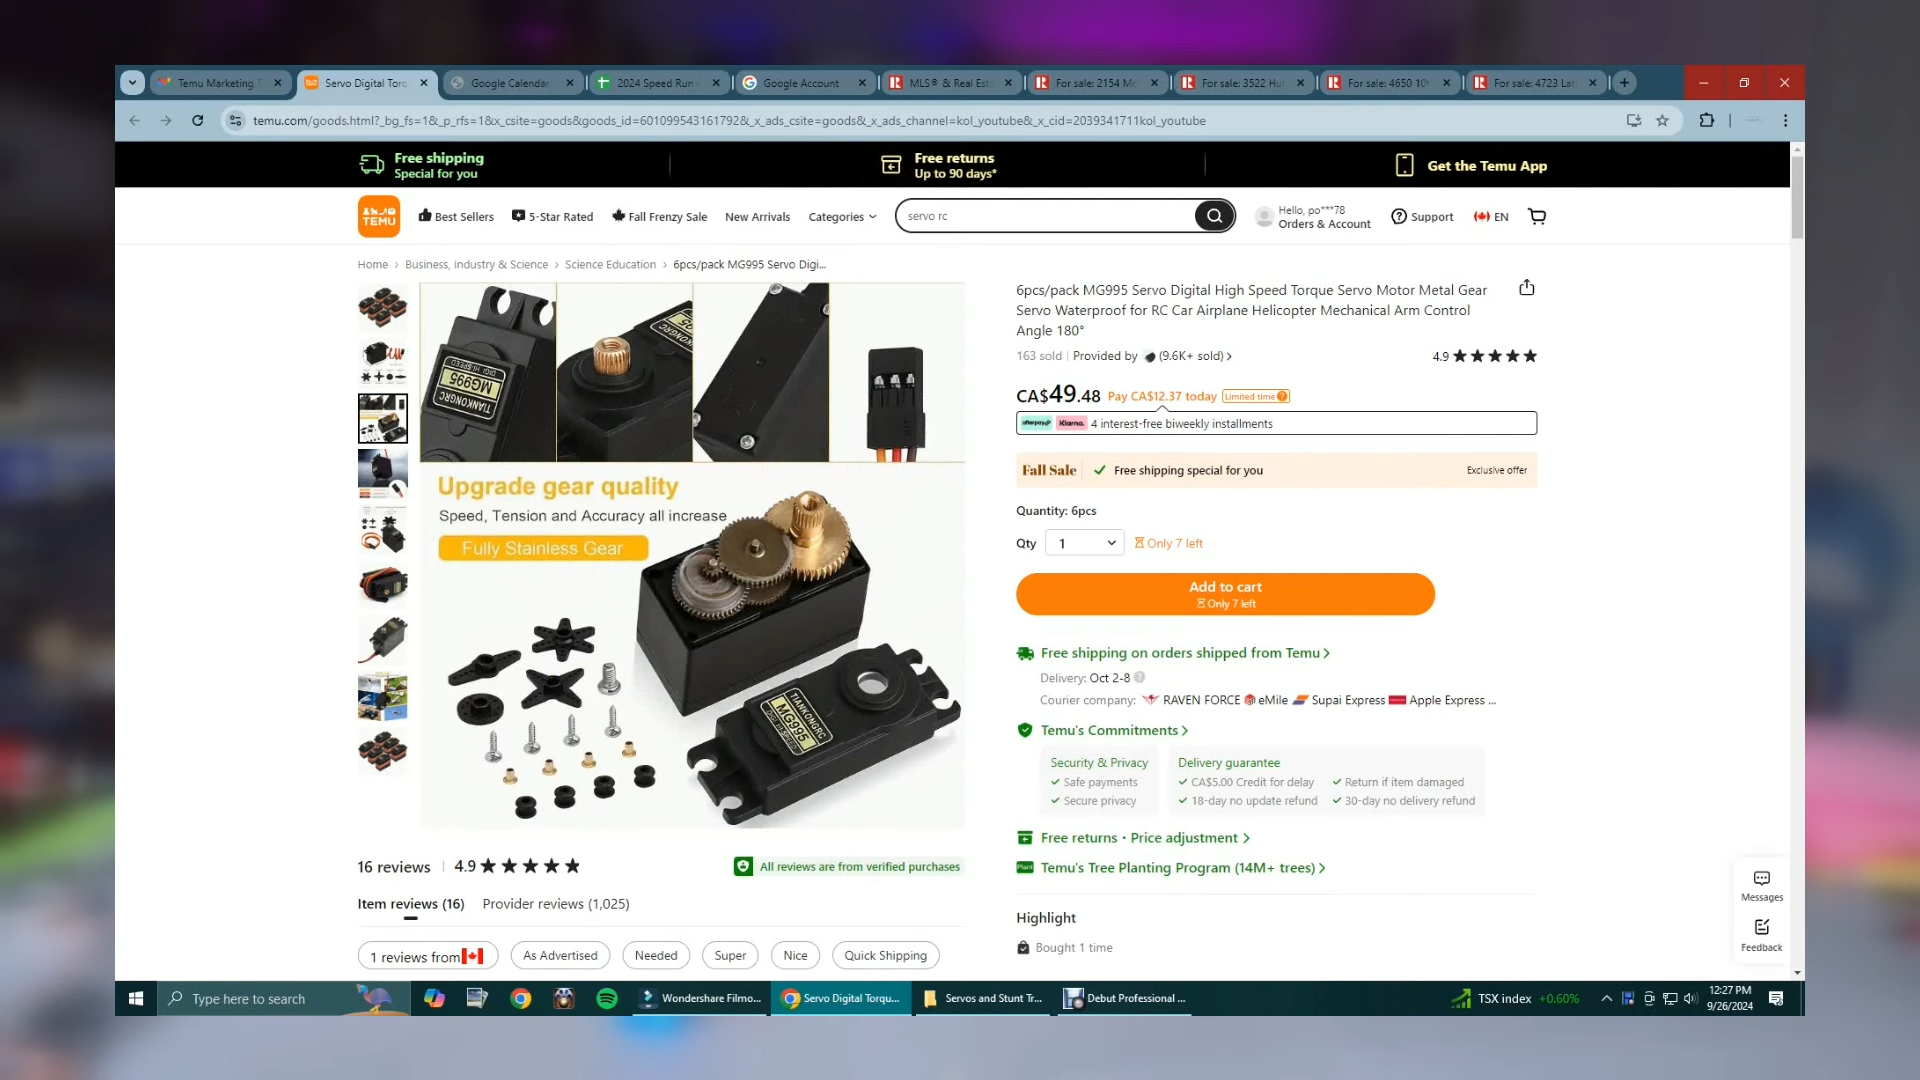 Temu Marketing
Servo Digital Torq
Google Calendar
2024 Speed Run
Google Account
MLS® & Real Est
For sale: 2154 M
For sale: 3522 Hu
For sale: 4650 10
For sale: 4723 Lat
temu.com/goods.html?_bg_fs=1&_p_rfs=1&x_csite=goods&goods_id=601099543161792&_x_ads_csite=goods&_x_ads_channel=kol_youtube&_x_cid=2039341711kol_youtube
Free shipping
Special for you
Free returns
Up to 90 days*
Get the Temu App
TEMU
Best Sellers
5-Star Rated
Fall Frenzy Sale
New Arrivals
Categories
servo rc
Hello, po***78
Orders & Account
Support
EN
Home > Business, Industry & Science > Science Education > 6pcs/pack MG995 Servo Digi...
6pcs/pack MG995 Servo Digital High Speed Torque Servo Motor Metal Gear
Servo Waterproof for RC Car Airplane Helicopter Mechanical Arm Control
Angle 180°
163 sold | Provided by (9.6K+ sold) >
4.9
CA$49.48 Pay CA$12.37 today Limited time
afterpay Klarna. 4 interest-free biweekly installments
Fall Sale Free shipping special for you Exclusive offer
Quantity: 6pcs
Qty 1 Only 7 left
Add to cart
Only 7 left
Free shipping on orders shipped from Temu >
Delivery: Oct 2-8
Courier company: RAVEN FORCE eMile Supai Express Apple Express ...
Temu's Commitments >
Security & Privacy
Safe payments
Secure privacy
Delivery guarantee
CA$5.00 Credit for delay
Return if item damaged
18-day no update refund
30-day no delivery refund
Free returns • Price adjustment >
Plant Temu's Tree Planting Program (14M+ trees) >
Highlight
Bought 1 time
DIGI HI-SPEED
MG995
TIANKONGRC
Upgrade gear quality
Speed, Tension and Accuracy all increase
Fully Stainless Gear
TIANKONGRC
MG995
DIGI HI-SPEED
16 reviews | 4.9
All reviews are from verified purchases
Item reviews (16)
Provider reviews (1,025)
1 reviews from
As Advertised
Needed
Super
Nice
Quick Shipping
Messages
Feedback
Type here to search
Wondershare Filmo...
Servo Digital Torqu...
Servos and Stunt Tr...
Debut Professional ...
TSX index +0.60%
12:27 PM
9/26/2024